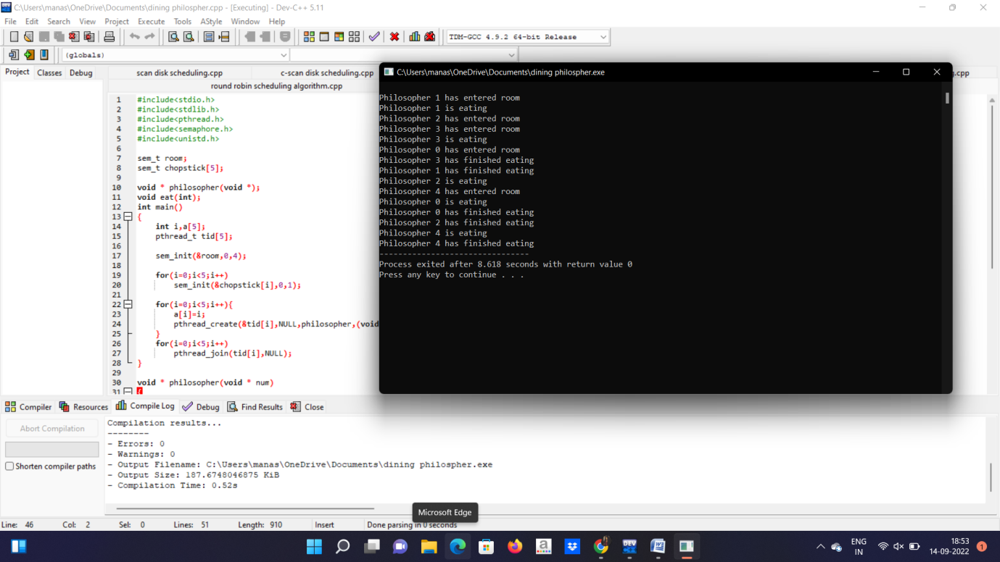 C:\Users\manas\OneDrive\Documents\dining philospher.cpp - [Executing] - Dev-C++ 5.11
File Edit Search View Project Execute Tools AStyle Window Help
TDM-GCC 4.9.2 64-bit Release
(globals)
Project Classes Debug
scan disk scheduling.cpp c-scan disk scheduling.cpp
round robin scheduling algorithm.cpp
1 #include<stdio.h>
2 #include<stdlib.h>
3 #include<pthread.h>
4 #include<semaphore.h>
5 #include<unistd.h>
6
7 sem_t room;
8 sem_t chopstick[5];
9
10 void * philosopher(void *);
11 void eat(int);
12 int main()
13 {
14 int i,a[5];
15 pthread_t tid[5];
16
17 sem_init(&room,0,4);
18
19 for(i=0;i<5;i++)
20 sem_init(&chopstick[i],0,1);
21
22 for(i=0;i<5;i++){
23 a[i]=i;
24 pthread_create(&tid[i],NULL,philosopher,(void
25 }
26 for(i=0;i<5;i++)
27 pthread_join(tid[i],NULL);
28 }
29
30 void * philosopher(void * num)
31 {
C:\Users\manas\OneDrive\Documents\dining philospher.exe
Philosopher 1 has entered room
Philosopher 1 is eating
Philosopher 2 has entered room
Philosopher 3 has entered room
Philosopher 3 is eating
Philosopher 0 has entered room
Philosopher 3 has finished eating
Philosopher 1 has finished eating
Philosopher 2 is eating
Philosopher 4 has entered room
Philosopher 0 is eating
Philosopher 0 has finished eating
Philosopher 2 has finished eating
Philosopher 4 is eating
Philosopher 4 has finished eating
--------------------------------
Process exited after 8.618 seconds with return value 0
Press any key to continue . . .
.cpp
Compiler Resources Compile Log Debug Find Results Close
Abort Compilation
Shorten compiler paths
Compilation results...
--------
- Errors: 0
- Warnings: 0
- Output Filename: C:\Users\manas\OneDrive\Documents\dining philospher.exe
- Output Size: 187.6748046875 KiB
- Compilation Time: 0.52s
Microsoft Edge
Line: 46 Col: 2 Sel: 0 Lines: 51 Length: 910 Insert Done parsing in 0 seconds
ENG
IN
18:53
14-09-2022
1